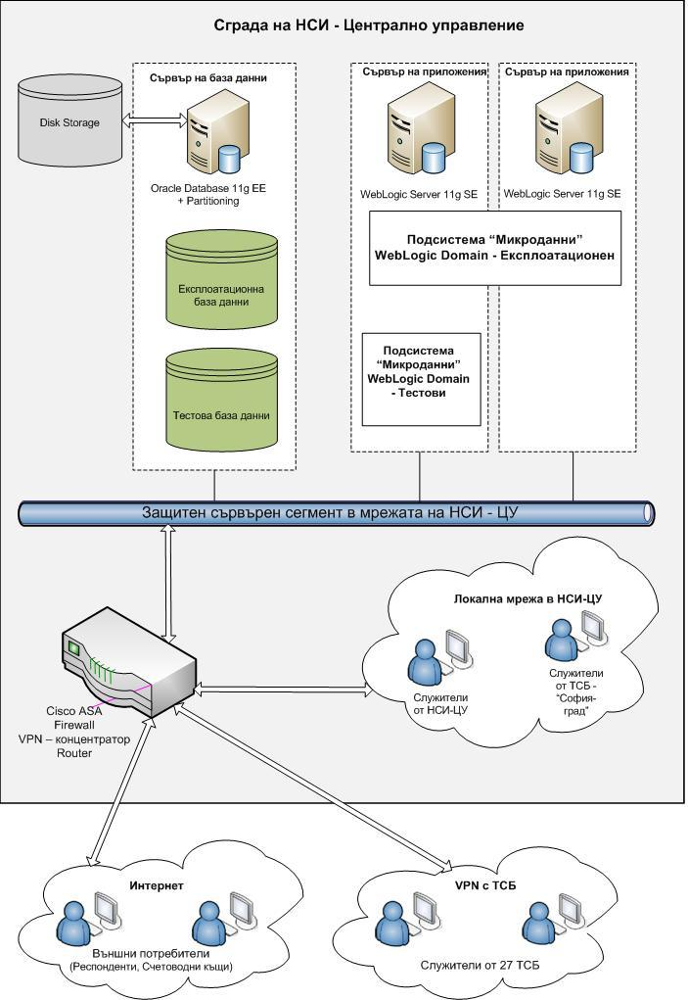 Сграда на НСИ - Централно управление
Сървър на база данни
Сървър на приложения
Сървър на приложения
Disk Storage
Oracle Database 11g EE
+ Partitioning
WebLogic Server 11g SE
WebLogic Server 11g SE
Подсистема “Микроданни”
WebLogic Domain - Експлоатационен
Експлоатационна
база данни
Подсистема
“Микроданни”
WebLogic Domain
- Тестови
Тестова база данни
Защитен сървърен сегмент в мрежата на НСИ - ЦУ
Локална мрежа в НСИ-ЦУ
Служители
от НСИ-ЦУ
Служители
от ТСБ -
“София-
град”
Cisco ASA
Firewall
VPN – концентратор
Router
Интернет
Външни потребители
(Респонденти, Счетоводни къщи)
VPN с ТСБ
Служители от 27 ТСБ